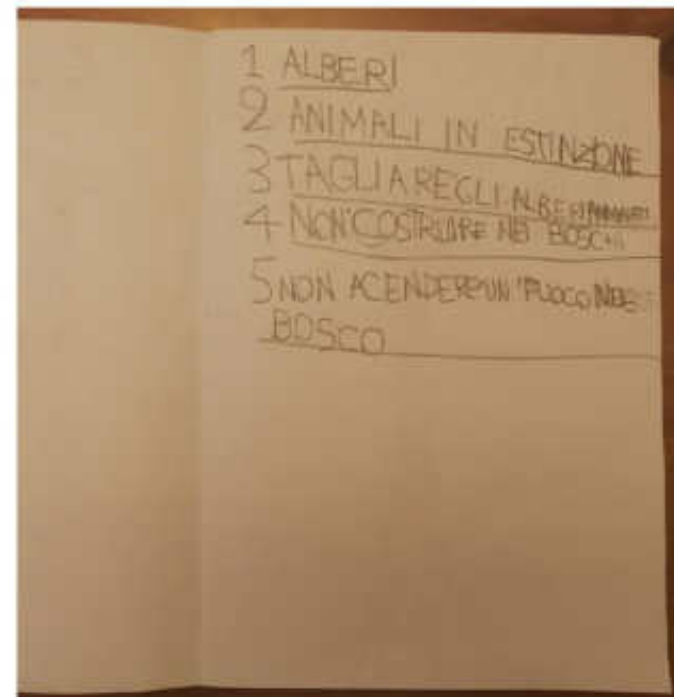 1 ALBERI
2 ANIMALI IN ESTINZIONE
3 TAGLIARE GLI ALBERI
4 NON COSTRUIRE NEI BOSCHI
5 NON ACENDERE UN' FUOCO NEL
BOSCO